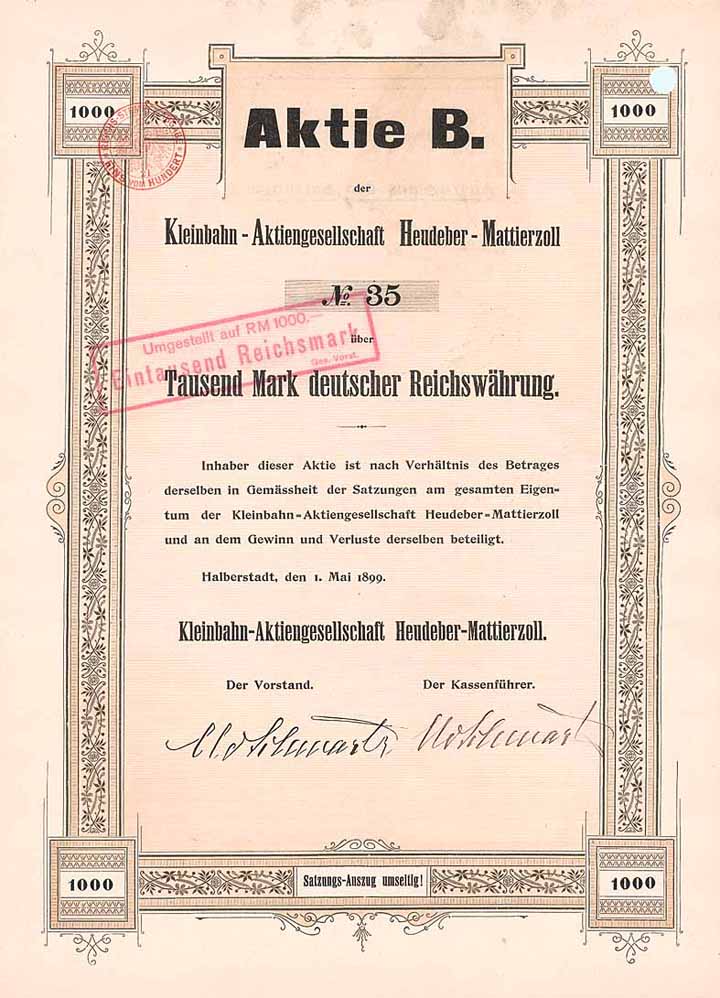 1000
1000
Aktie B.
der
Kleinbahn-Aktiengesellschaft Heudeber-Mattierzoll
No. 35
Umgestellt auf RM 1000.—
Eintausend Reichsmark
Ges. Vorst.
über
Tausend Mark deutscher Reichswährung.
Inhaber dieser Aktie ist nach Verhältnis des Betrages
derselben in Gemässheit der Satzungen am gesamten Eigen-
tum der Kleinbahn-Aktiengesellschaft Heudeber-Mattierzoll
und an dem Gewinn und Verluste derselben beteiligt.
Halberstadt, den 1. Mai 1899.
Kleinbahn-Aktiengesellschaft Heudeber-Mattierzoll.
Der Vorstand. Der Kassenführer.
1000
Satzungs-Auszug umseitig!
1000
VOM HUNDERT